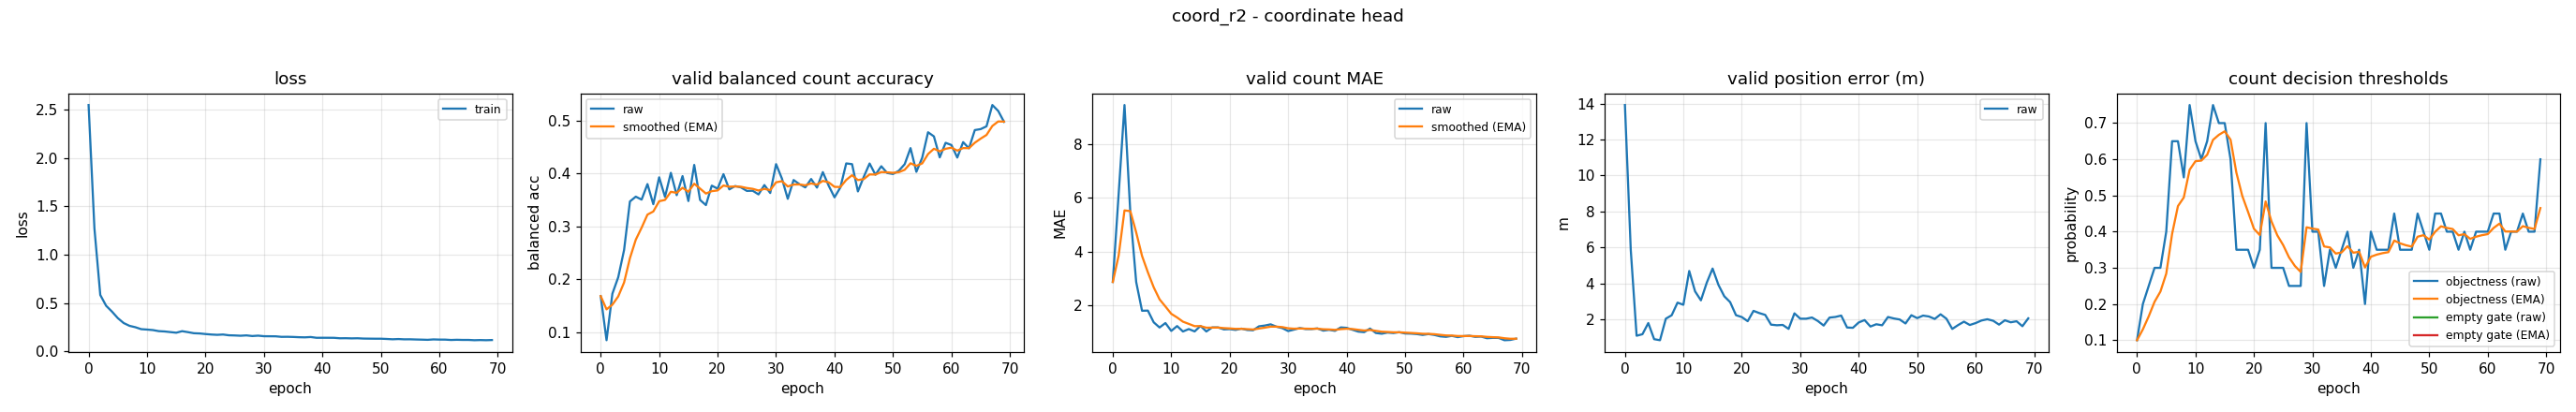 coord_r2 - coordinate head
loss
2.5
2.0
1.5
1.0
0.5
0.0
loss
train
0 10 20 30 40 50 60 70
epoch
valid balanced count accuracy
0.5
0.4
0.3
0.2
0.1
balanced acc
raw
smoothed (EMA)
0 10 20 30 40 50 60 70
epoch
valid count MAE
8
6
4
2
MAE
raw
smoothed (EMA)
0 10 20 30 40 50 60 70
epoch
valid position error (m)
14
12
10
8
6
4
2
m
raw
0 10 20 30 40 50 60 70
epoch
count decision thresholds
0.7
0.6
0.5
0.4
0.3
0.2
0.1
probability
objectness (raw)
objectness (EMA)
empty gate (raw)
empty gate (EMA)
0 10 20 30 40 50 60 70
epoch